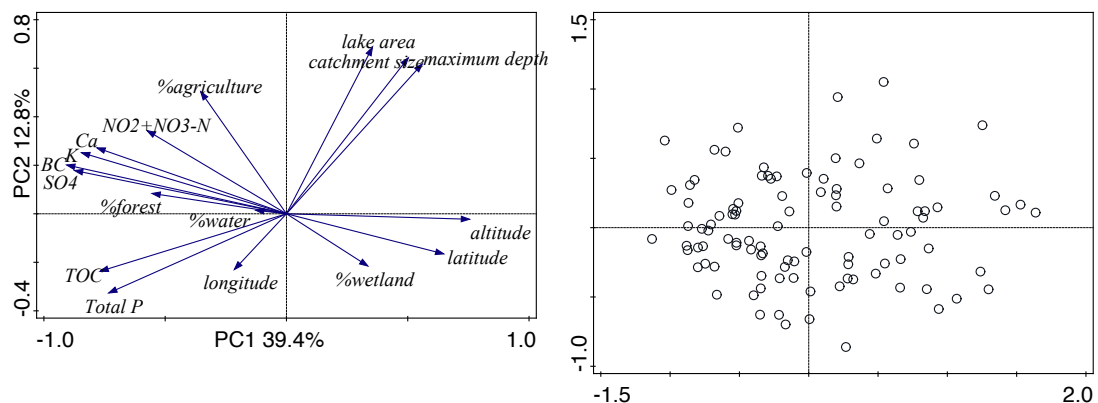 0.8
PC2 12.8%
-0.4
lake area
catchment size
maximum depth
%agriculture
NO2+NO3-N
Ca
K
BC
SO4
%forest
%water
altitude
latitude
TOC
longitude
%wetland
Total P
-1.0
PC1 39.4%
1.0
1.5
-1.0
-1.5
2.0